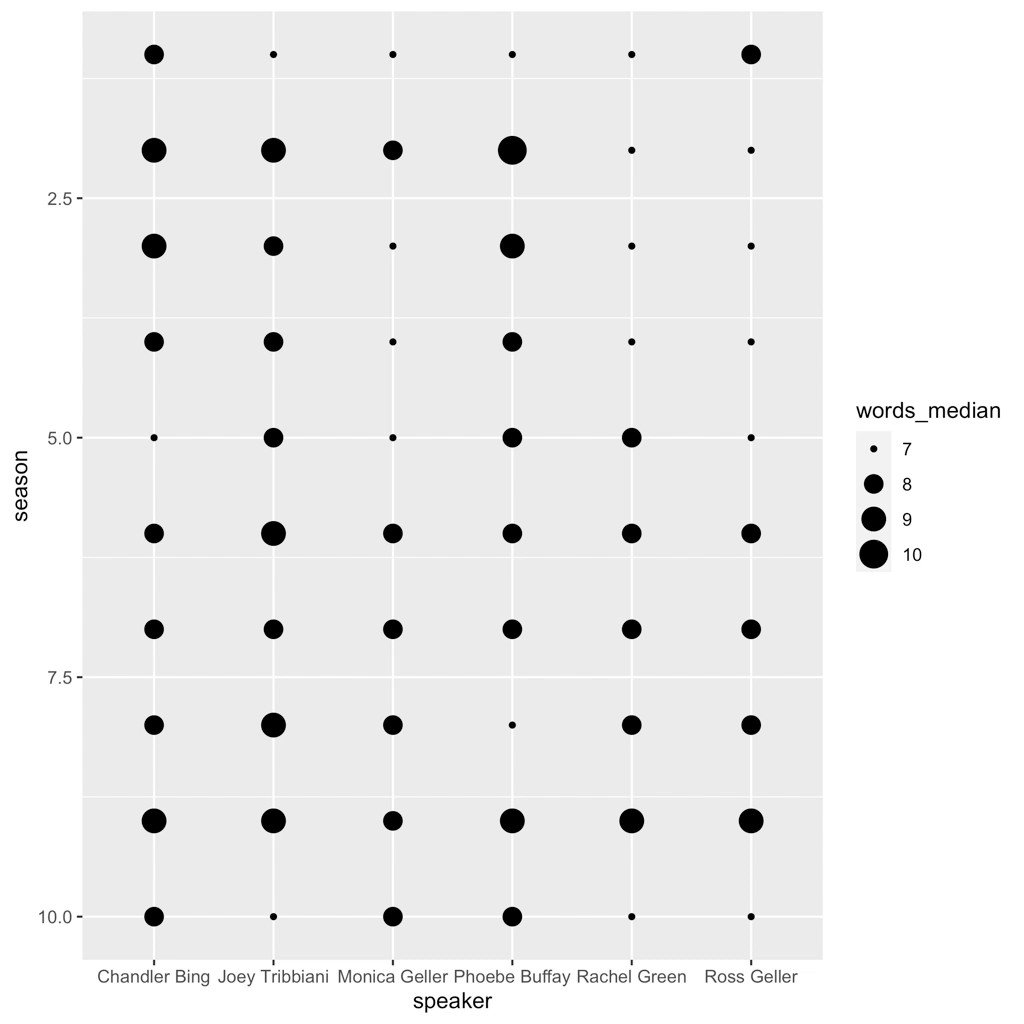 2.5
5.0
7.5
10.0
season
Chandler Bing Joey Tribbiani Monica Geller Phoebe Buffay Rachel Green Ross Geller
speaker
words_median
7
8
9
10